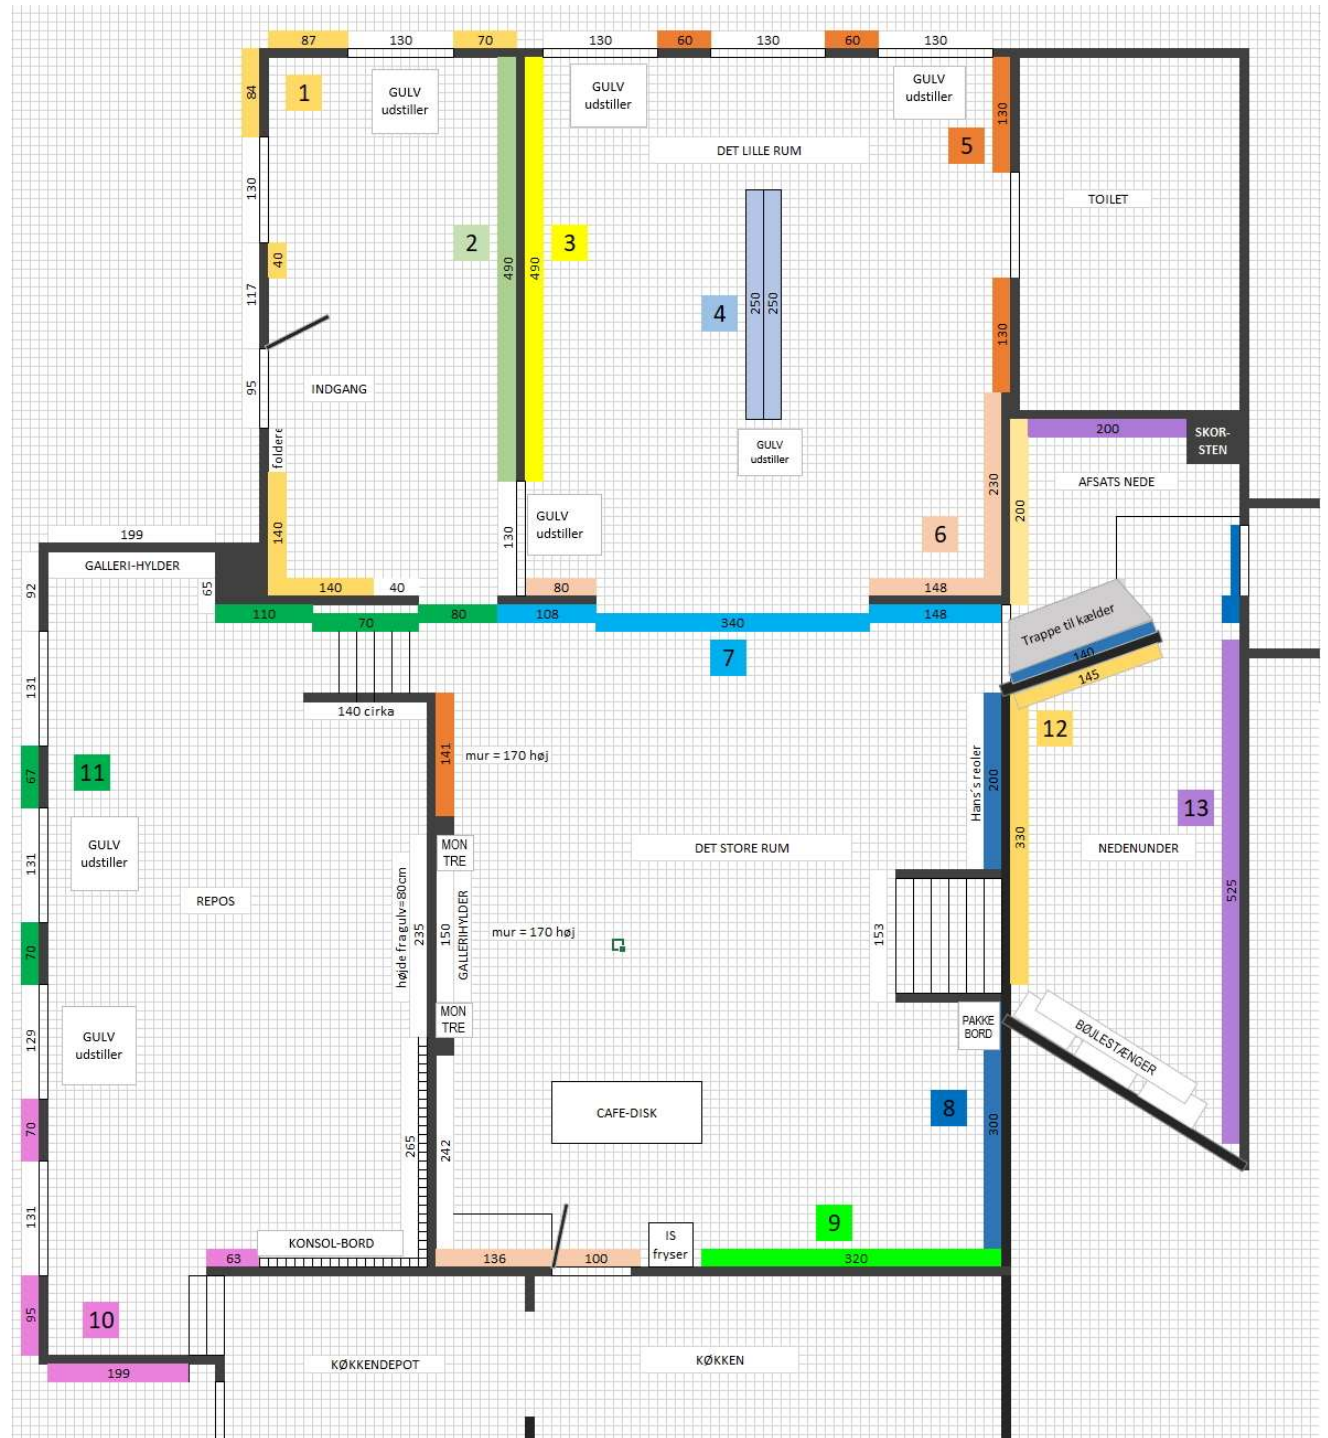 87
130
70
130
60
130
60
130
84
1
GULV
udstiller
GULV
udstiller
GULV
udstiller
130
5
DET LILLE RUM
TOILET
130
2
3
40
490
490
4
250
250
117
130
95
INDGANG
foldere
GULV
udstiller
200
SKOR-
STEN
AFSATS NEDE
230
200
GULV
udstiller
130
6
140
199
GALLERI-HYLDER
92
65
140
40
80
148
110
70
80
108
340
148
7
Trappe til kælder
140
145
131
140 cirka
12
141
mur = 170 høj
Hans´s reoler
200
67
11
13
GULV
udstiller
131
MON
TRE
DET STORE RUM
330
NEDENUNDER
525
REPOS
højde fra gulv=80cm
235
150
GALLERIHYLDER
mur = 170 høj
153
70
129
GULV
udstiller
MON
TRE
PAKKE
BORD
BØJLESTÆNGER
CAFE-DISK
8
300
70
265
242
131
9
KONSOL-BORD
IS
fryser
63
136
100
320
95
10
199
KØKKENDEPOT
KØKKEN